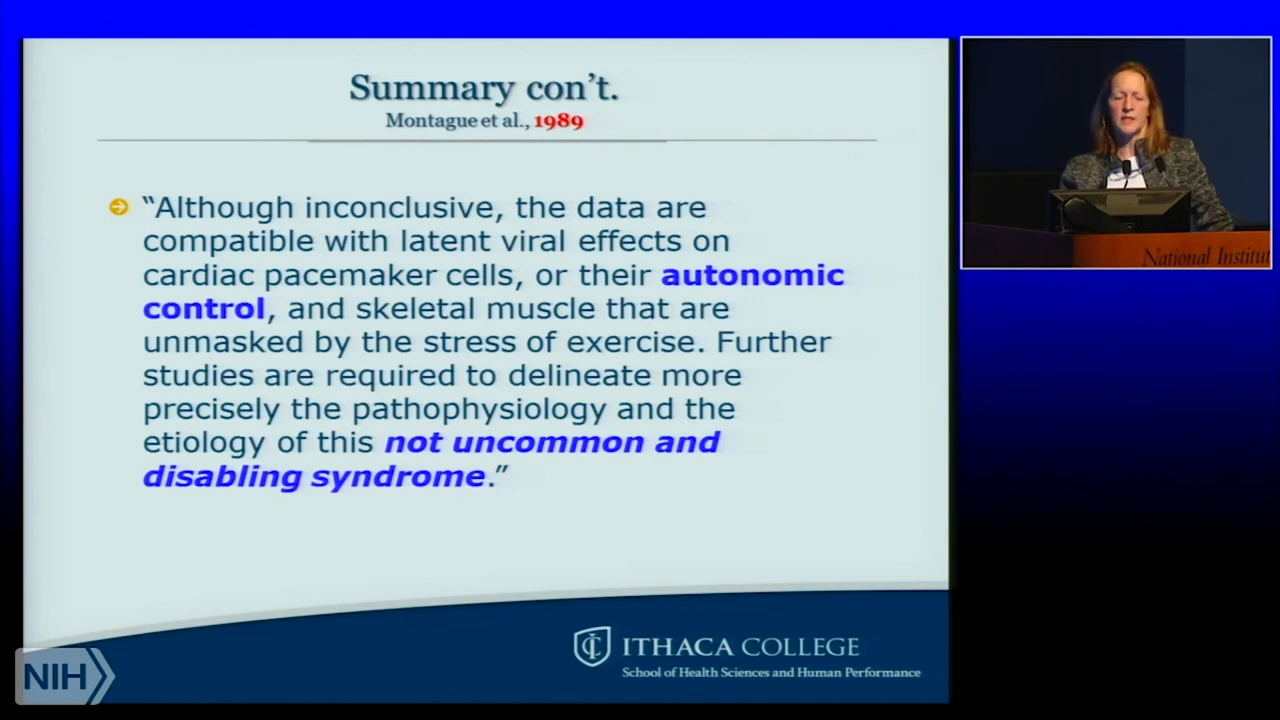 Summary con't.
Montague et al., 1989
“Although inconclusive, the data are
compatible with latent viral effects on
cardiac pacemaker cells, or their autonomic
control, and skeletal muscle that are
unmasked by the stress of exercise. Further
studies are required to delineate more
precisely the pathophysiology and the
etiology of this not uncommon and
disabling syndrome.”
National Institut
ITHACA COLLEGE
School of Health Sciences and Human Performance
NIH